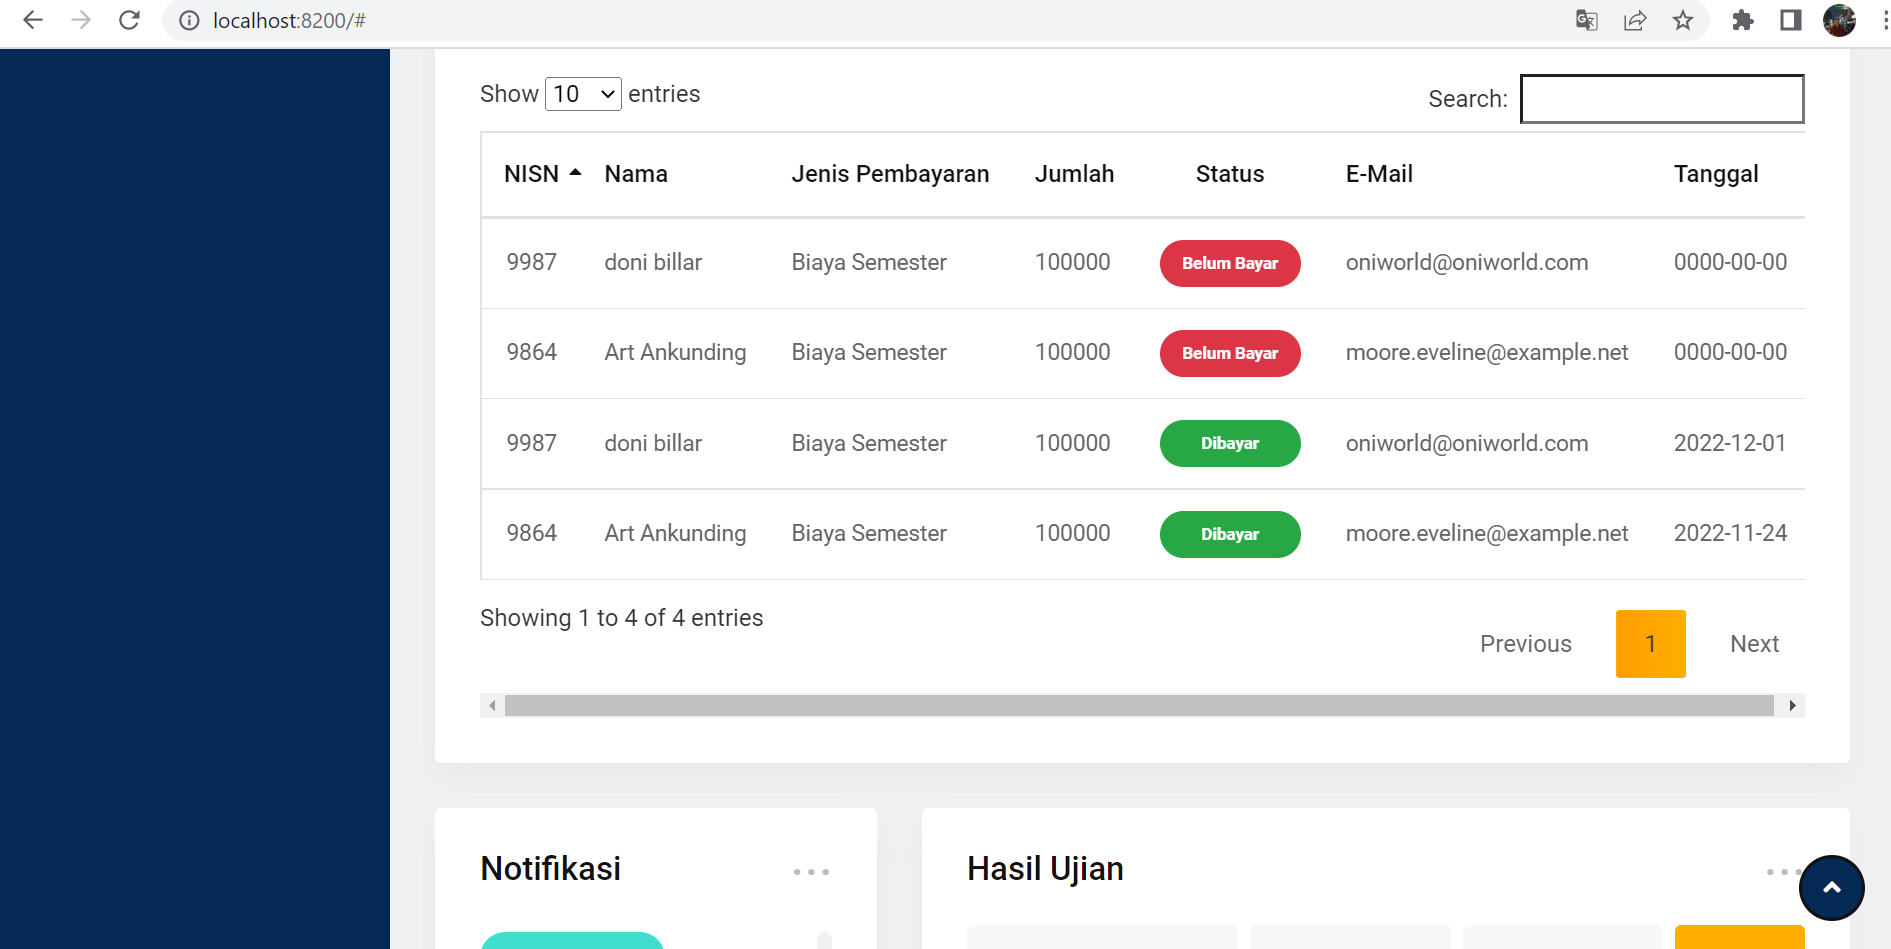 localhost:8200/#
Show 10 entries
Search:
NISN Nama Jenis Pembayaran Jumlah Status E-Mail Tanggal
9987 doni billar Biaya Semester 100000 Belum Bayar oniworld@oniworld.com 0000-00-00
9864 Art Ankunding Biaya Semester 100000 Belum Bayar moore.eveline@example.net 0000-00-00
9987 doni billar Biaya Semester 100000 Dibayar oniworld@oniworld.com 2022-12-01
9864 Art Ankunding Biaya Semester 100000 Dibayar moore.eveline@example.net 2022-11-24
Showing 1 to 4 of 4 entries
Previous 1 Next
Notifikasi
Hasil Ujian